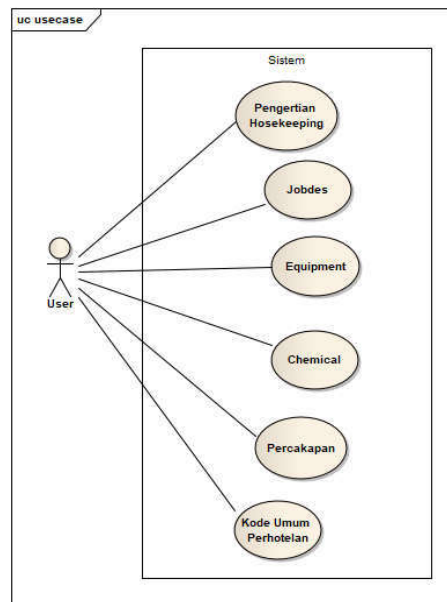 uc usecase
Sistem
Pengertian
Hosekeeping
Jobdes
Equipment
User
Chemical
Percakapan
Kode Umum
Perhotelan